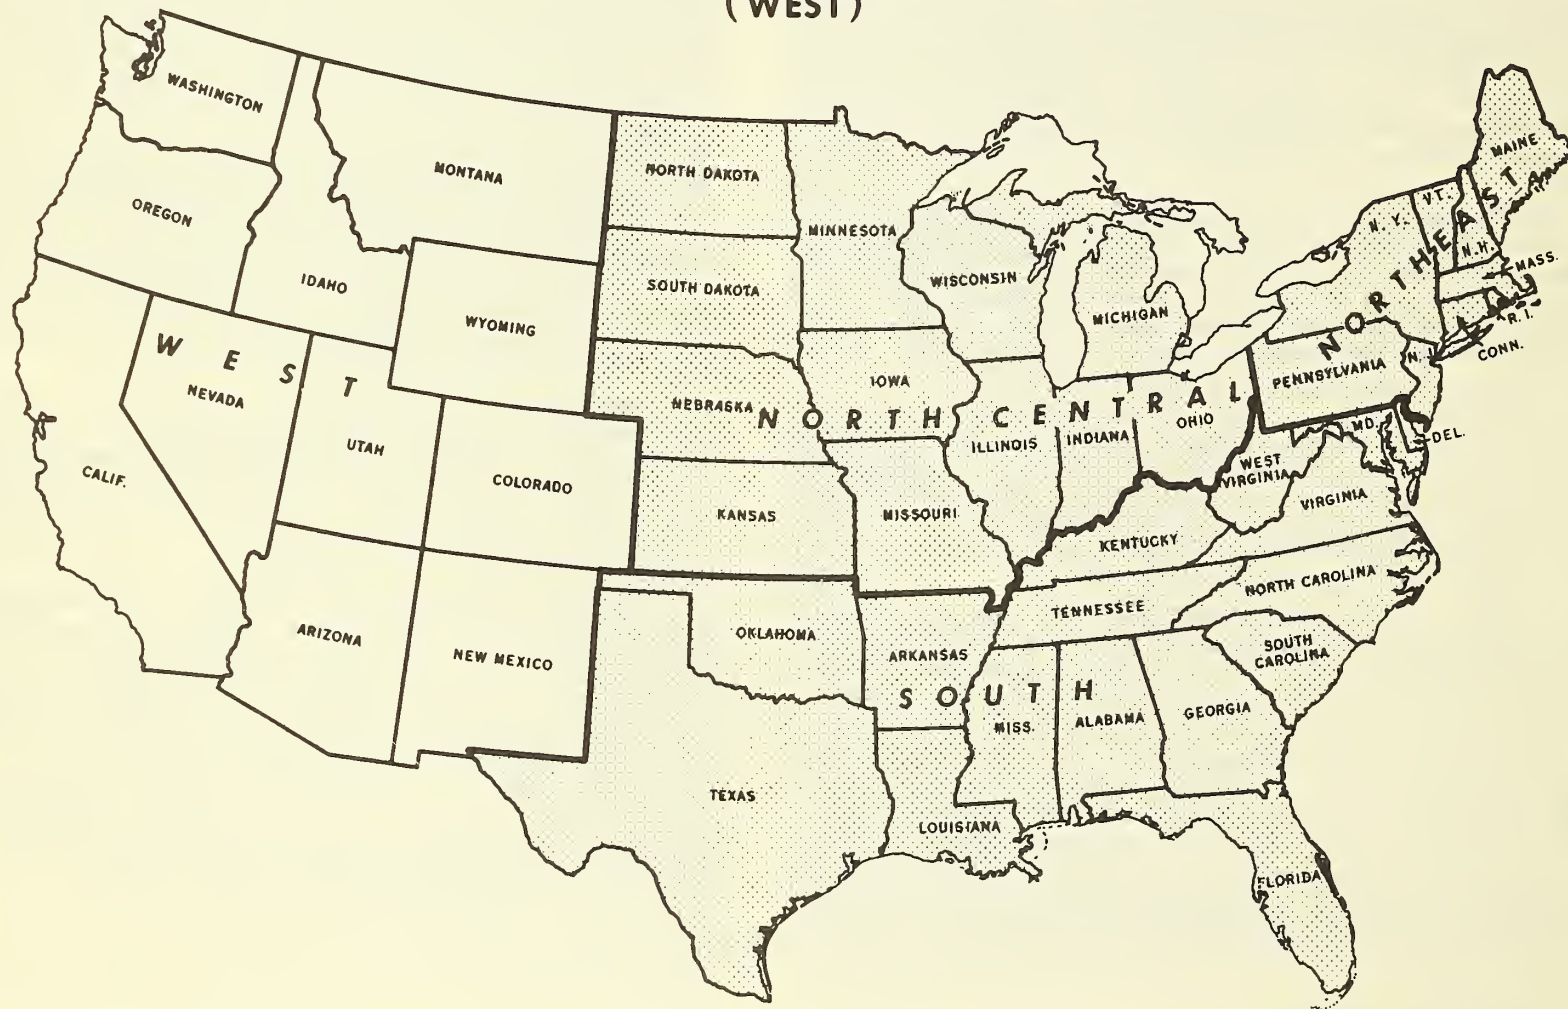 (WEST)
WASHINGTON
MONTANA
NORTH DAKOTA
MINNESOTA
MAINE
OREGON
IDAHO
WYOMING
SOUTH DAKOTA
WISCONSIN
MICHIGAN
N.Y.
VT.
N.H.
MASS.
R.I.
CONN.
NORTHEAST
WEST
NEVADA
UTAH
COLORADO
NEBRASKA
IOWA
NORTH CENTRAL
ILLINOIS
INDIANA
OHIO
PENNSYLVANIA
N.J.
MD.
DEL.
CALIF.
KANSAS
MISSOURI
WEST
VIRGINIA
VIRGINIA
KENTUCKY
ARIZONA
NEW MEXICO
OKLAHOMA
ARKANSAS
TENNESSEE
NORTH CAROLINA
SOUTH
CAROLINA
SOUTH
MISS.
ALABAMA
GEORGIA
TEXAS
LOUISIANA
FLORIDA